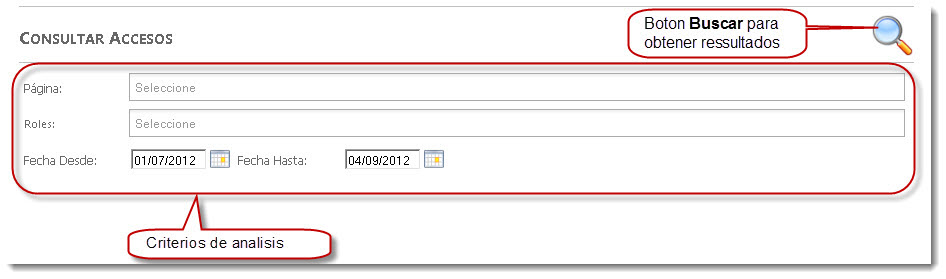 Boton Buscar para
obtener ressultados
CONSULTAR ACCESOS
Página: Seleccione
Roles: Seleccione
Fecha Desde: 01/07/2012 Fecha Hasta: 04/09/2012
Criterios de analisis